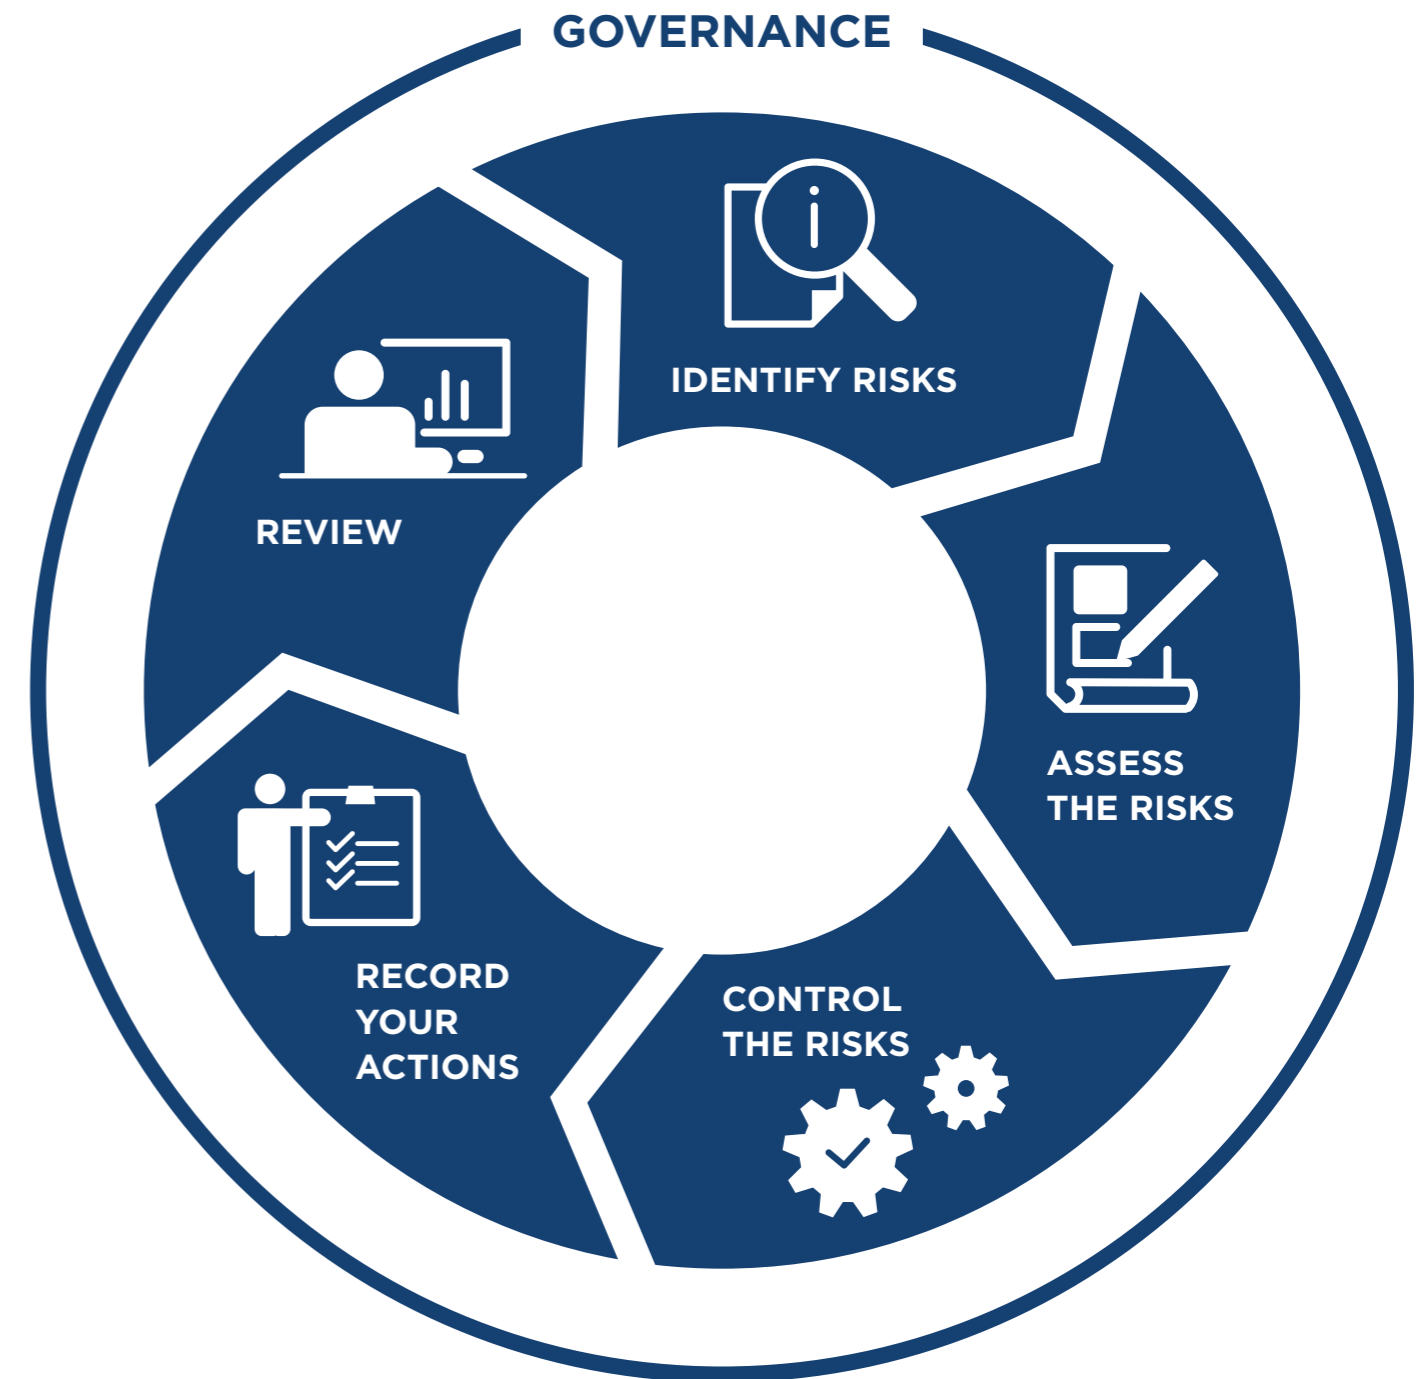 GOVERNANCE
IDENTIFY RISKS
ASSESS
THE RISKS
CONTROL
THE RISKS
RECORD
YOUR
ACTIONS
REVIEW